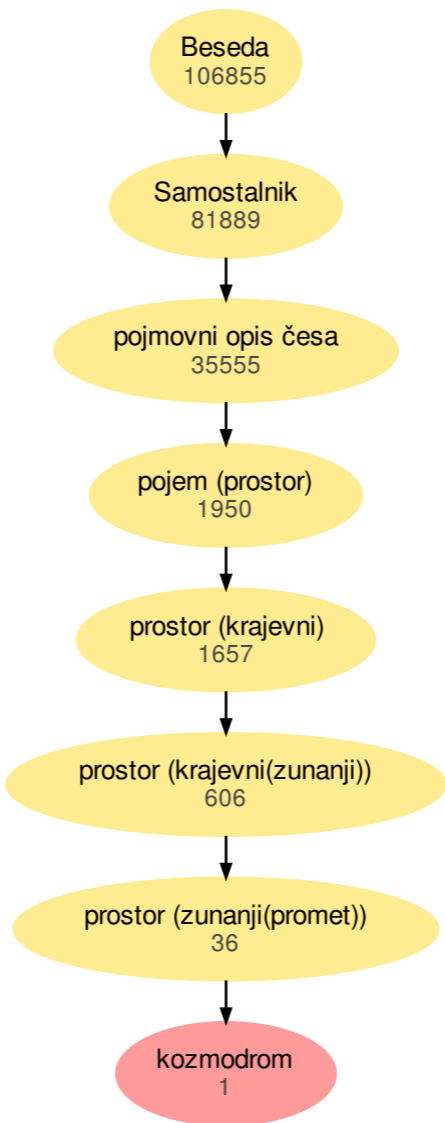 Beseda
106855
Samostalnik
81889
pojmovni opis česa
35555
pojem (prostor)
1950
prostor (krajevni)
1657
prostor (krajevni(zunanji))
606
prostor (zunanji(promet))
36
kozmodrom
1